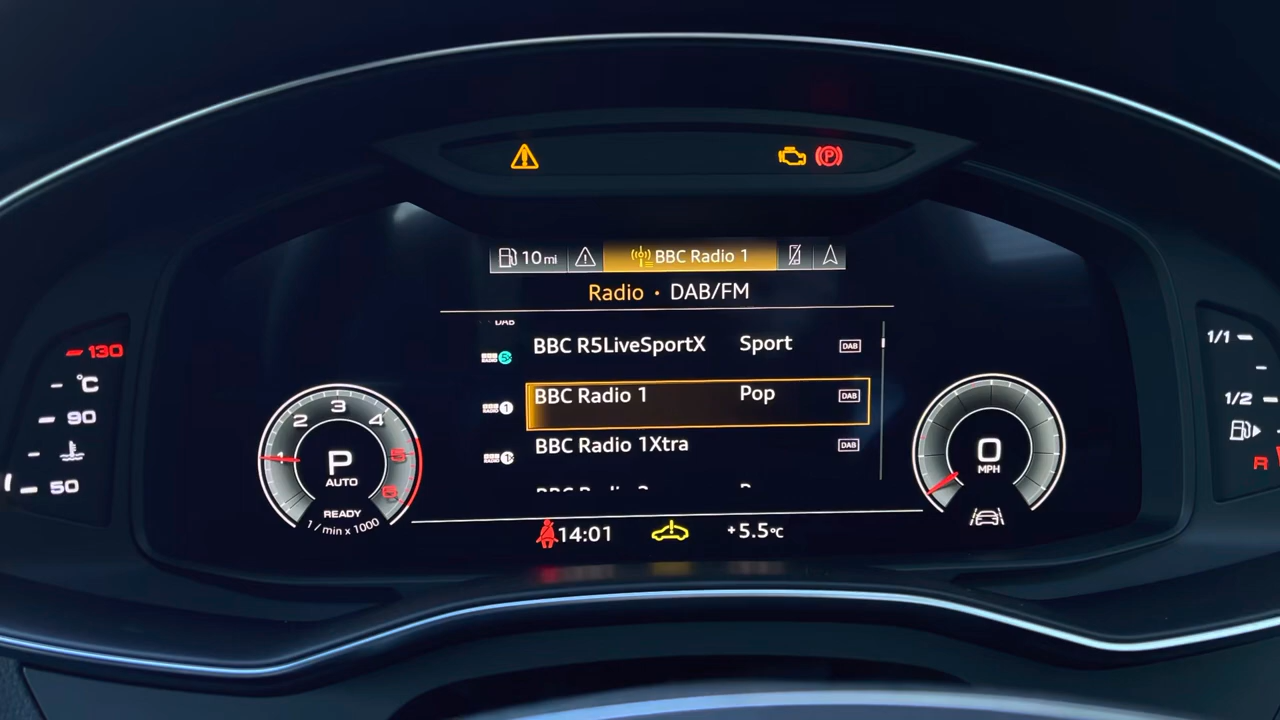 10 mi BBC Radio 1
Radio · DAB/FM
DAB
BBC R5LiveSportX Sport DAB
BBC Radio 1 Pop DAB
BBC Radio 1Xtra DAB
130
°C
90
50
1 2 3 4 5 6
P
AUTO
READY
1 / min x 1000
0
MPH
1/1
1/2
R
14:01 +5.5°C
P